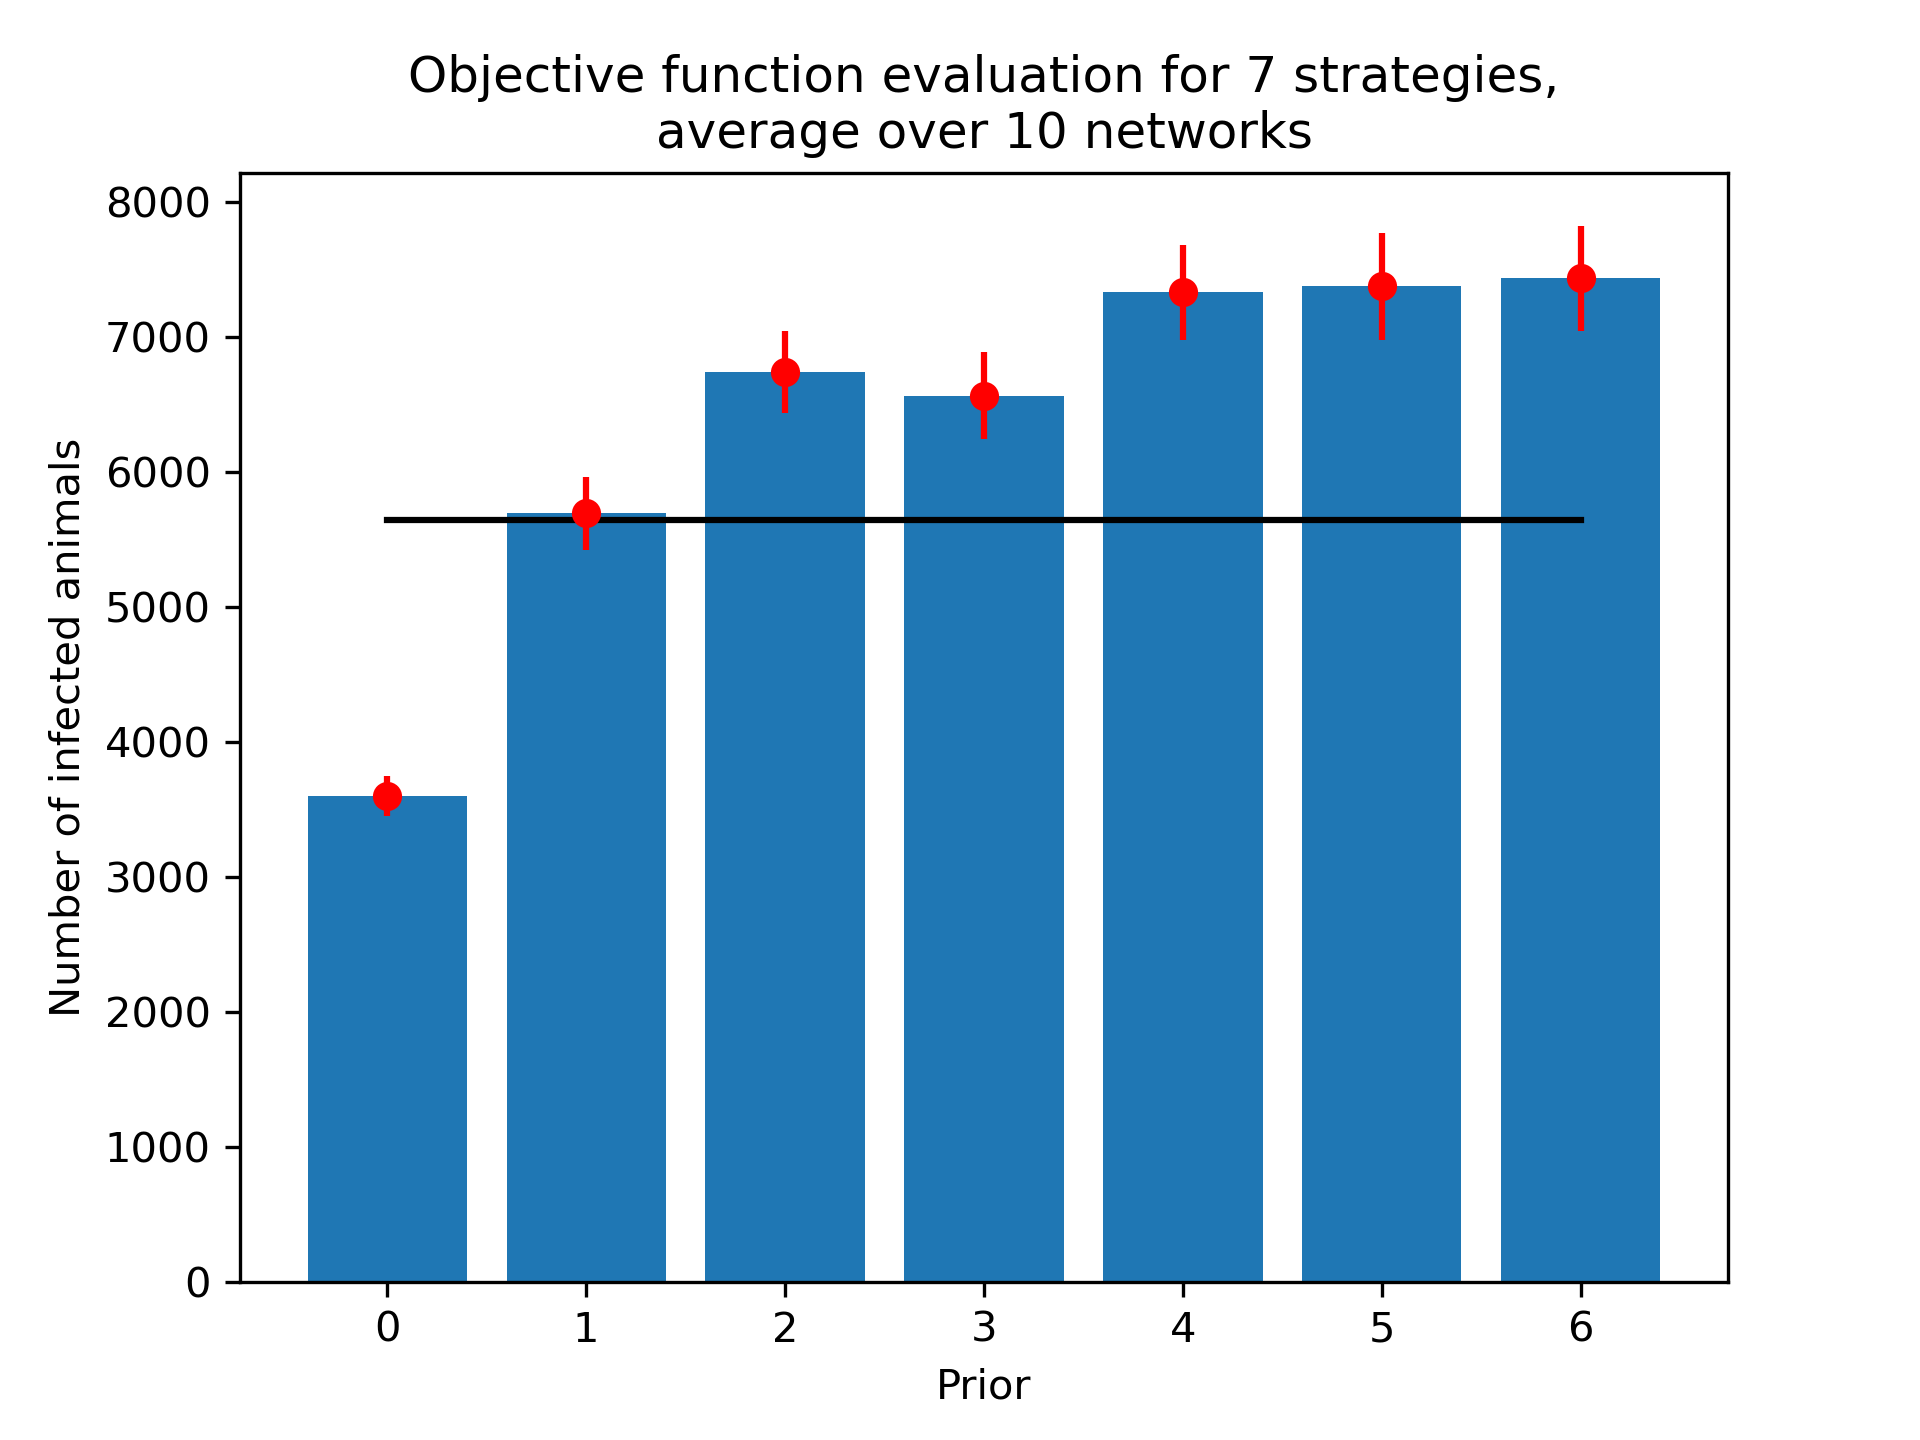 Objective function evaluation for 7 strategies,
average over 10 networks
Number of infected animals
8000
7000
6000
5000
4000
3000
2000
1000
0
0 1 2 3 4 5 6
Prior